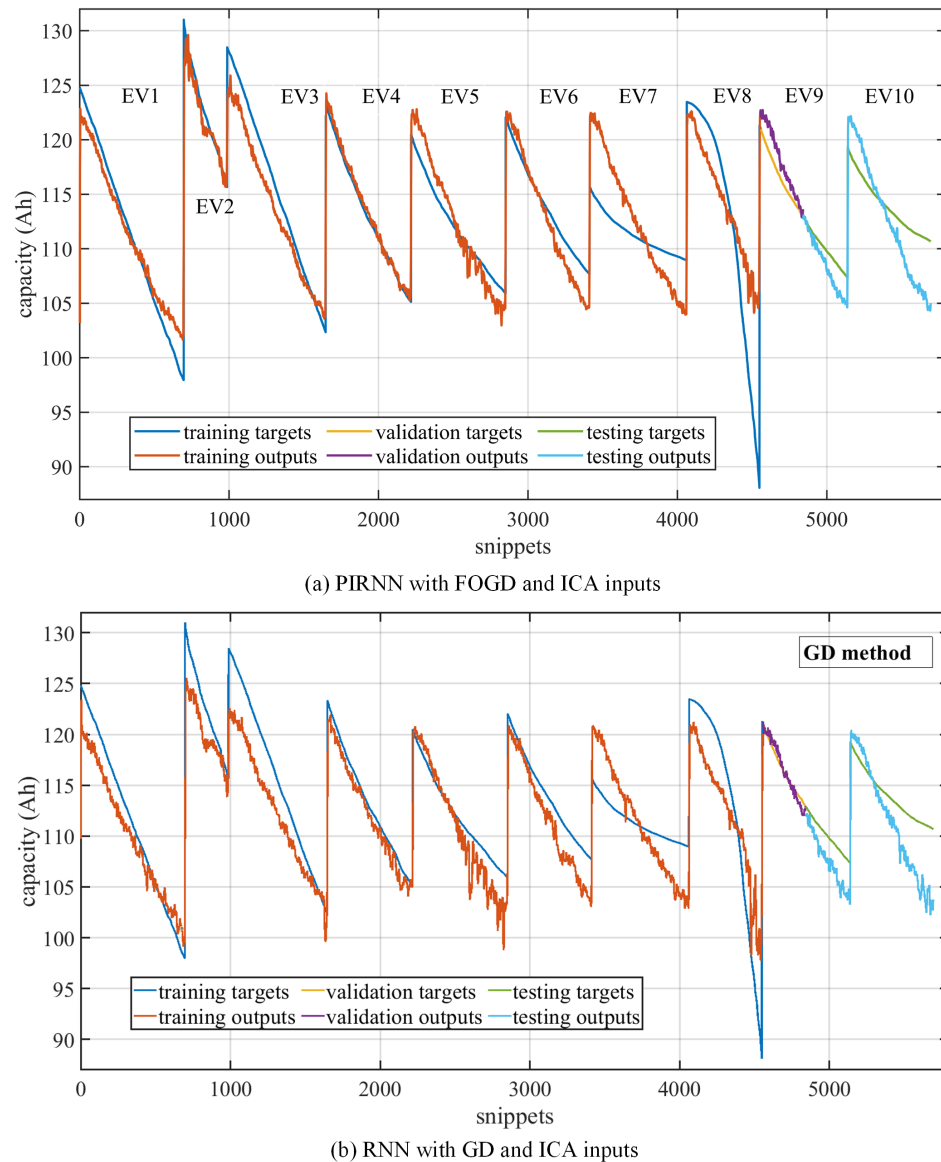 130
125
120
115
110
105
100
95
90
capacity (Ah)
EV1 EV2 EV3 EV4 EV5 EV6 EV7 EV8 EV9 EV10
training targets validation targets testing targets
training outputs validation outputs testing outputs
0 1000 2000 3000 4000 5000
snippets
(a) PIRNN with FOGD and ICA inputs
130
125
120
115
110
105
100
95
90
capacity (Ah)
GD method
training targets validation targets testing targets
training outputs validation outputs testing outputs
0 1000 2000 3000 4000 5000
snippets
(b) RNN with GD and ICA inputs